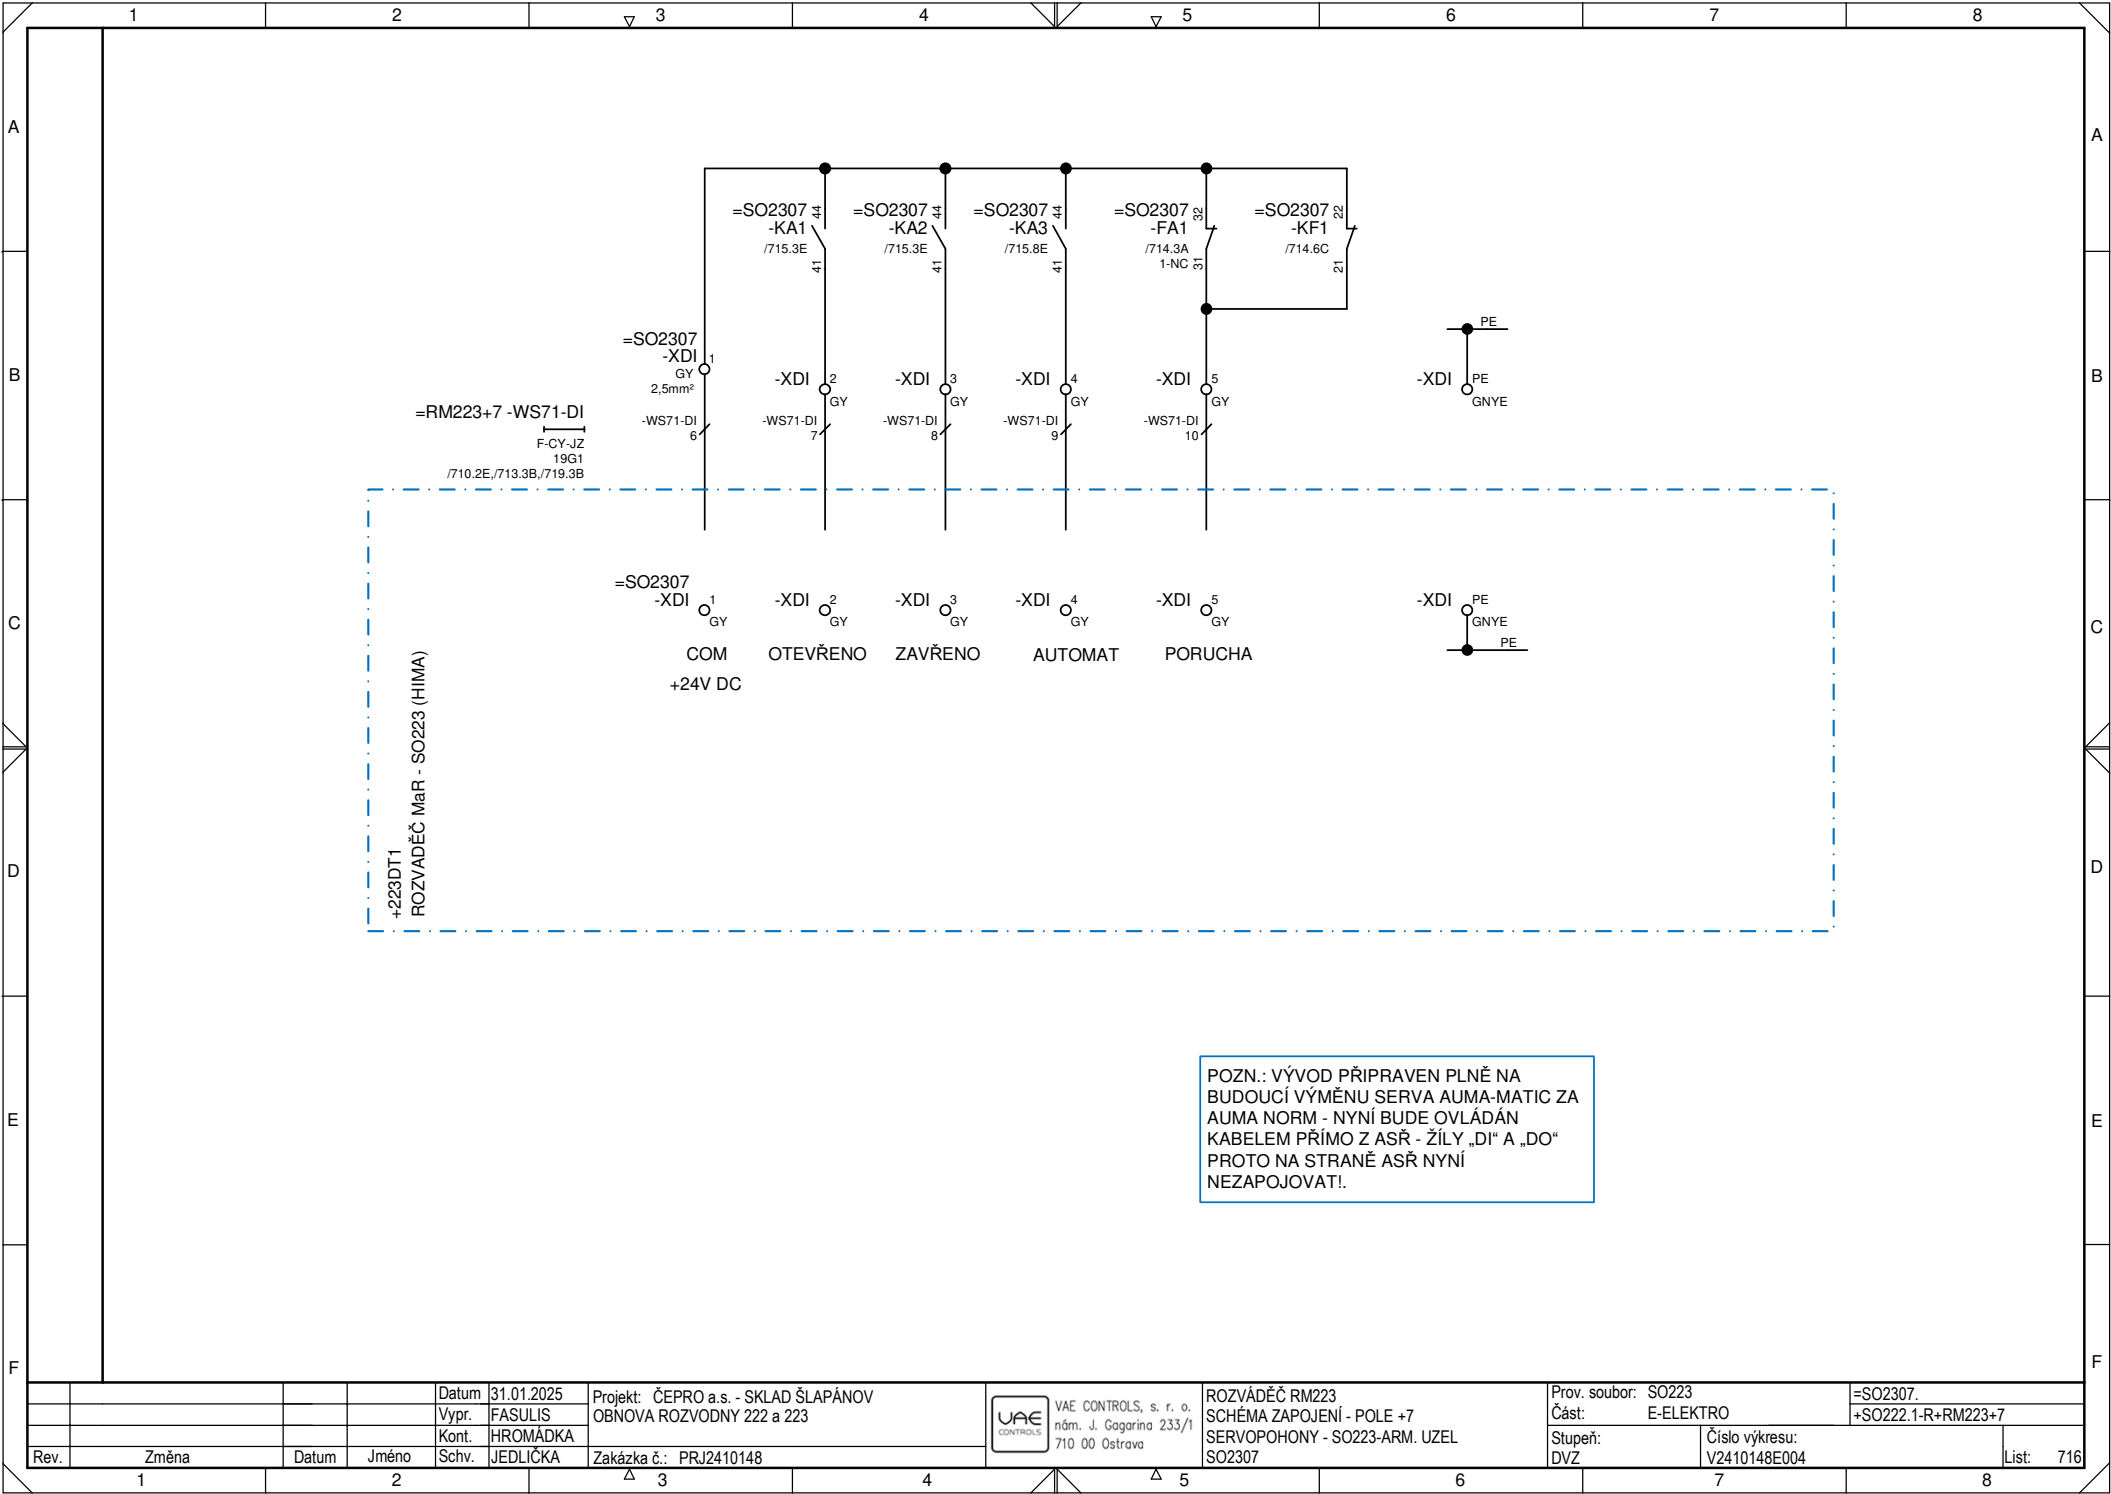 1 2 3 4 5 6 7 8
A A
=SO2307 44 =SO2307 44 =SO2307 44 =SO2307 32 =SO2307 22
-KA1 -KA2 -KA3 -FA1 -KF1
/715.3E /715.3E /715.8E /714.3A /714.6C
41 41 41 1-NC 31 21
PE
=SO2307
-XDI 1
GY
2,5mm²
-XDI 2 -XDI 3 -XDI 4 -XDI 5 -XDI PE
GY GY GY GY GNYE
B B
=RM223+7 -WS71-DI
F-CY-JZ
19G1
/710.2E,/713.3B,/719.3B
-WS71-DI -WS71-DI -WS71-DI -WS71-DI -WS71-DI
6 7 8 9 10
=SO2307
-XDI 1 -XDI 2 -XDI 3 -XDI 4 -XDI 5 -XDI PE
GY GY GY GY GY GNYE
PE
C C
COM OTEVŘENO ZAVŘENO AUTOMAT PORUCHA
+24V DC
+223DT1
ROZVADĚČ MaR - SO223 (HIMA)
D D
POZN.: VÝVOD PŘIPRAVEN PLNĚ NA
BUDOUCÍ VÝMĚNU SERVA AUMA-MATIC ZA
AUMA NORM - NYNÍ BUDE OVLÁDÁN
KABELEM PŘÍMO Z ASŘ - ŽÍLY „DI“ A „DO“
PROTO NA STRANĚ ASŘ NYNÍ
NEZAPOJOVAT!.
E E
F F
Datum 31.01.2025
Vypr. FASULIS
Kont. HROMÁDKA
Rev. Změna Datum Jméno Schv. JEDLIČKA
Projekt: ČEPRO a.s. - SKLAD ŠLAPÁNOV
OBNOVA ROZVODNY 222 a 223
Zakázka č.: PRJ2410148
UAE
CONTROLS
VAE CONTROLS, s. r. o.
nám. J. Gagarina 233/1
710 00 Ostrava
ROZVÁDĚČ RM223
SCHÉMA ZAPOJENÍ - POLE +7
SERVOPOHONY - SO223-ARM. UZEL
SO2307
Prov. soubor: SO223
Část: E-ELEKTRO
Stupeň:
DVZ
Číslo výkresu:
V2410148E004
=SO2307.
+SO222.1-R+RM223+7
List: 716
1 2 3 4 5 6 7 8